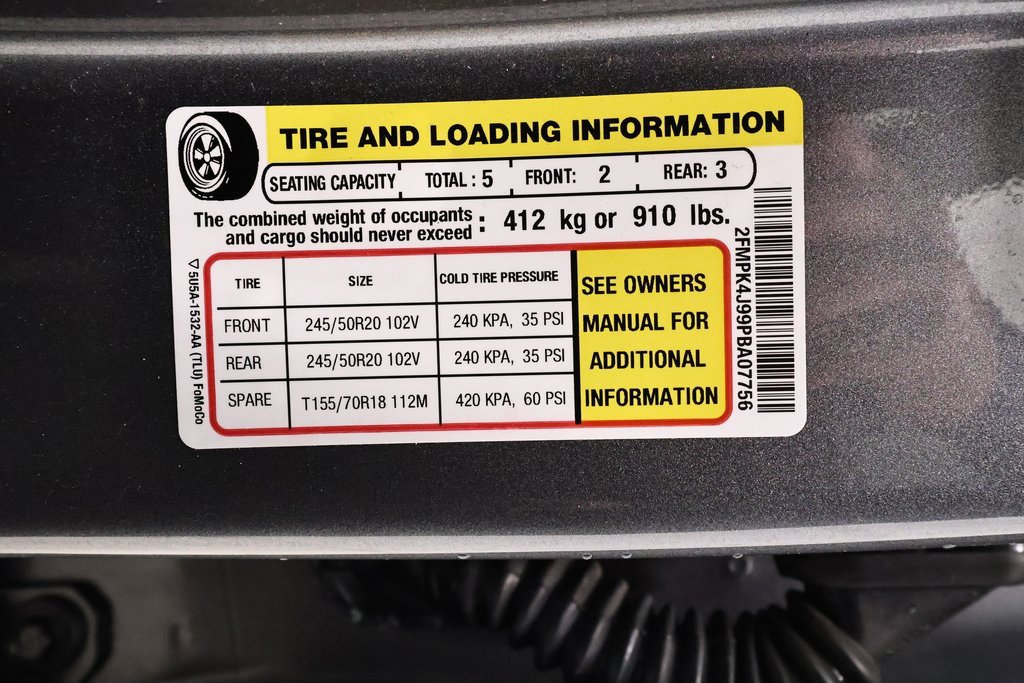 TIRE AND LOADING INFORMATION
SEATING CAPACITY TOTAL : 5 FRONT: 2 REAR: 3
The combined weight of occupants
and cargo should never exceed : 412 kg or 910 lbs.
TIRE SIZE COLD TIRE PRESSURE
FRONT 245/50R20 102V 240 KPA, 35 PSI
REAR 245/50R20 102V 240 KPA, 35 PSI
SPARE T155/70R18 112M 420 KPA, 60 PSI
SEE OWNERS
MANUAL FOR
ADDITIONAL
INFORMATION
5U5A-1532-AA (TLU) FoMoCo
2FMPK4J99PBA07756